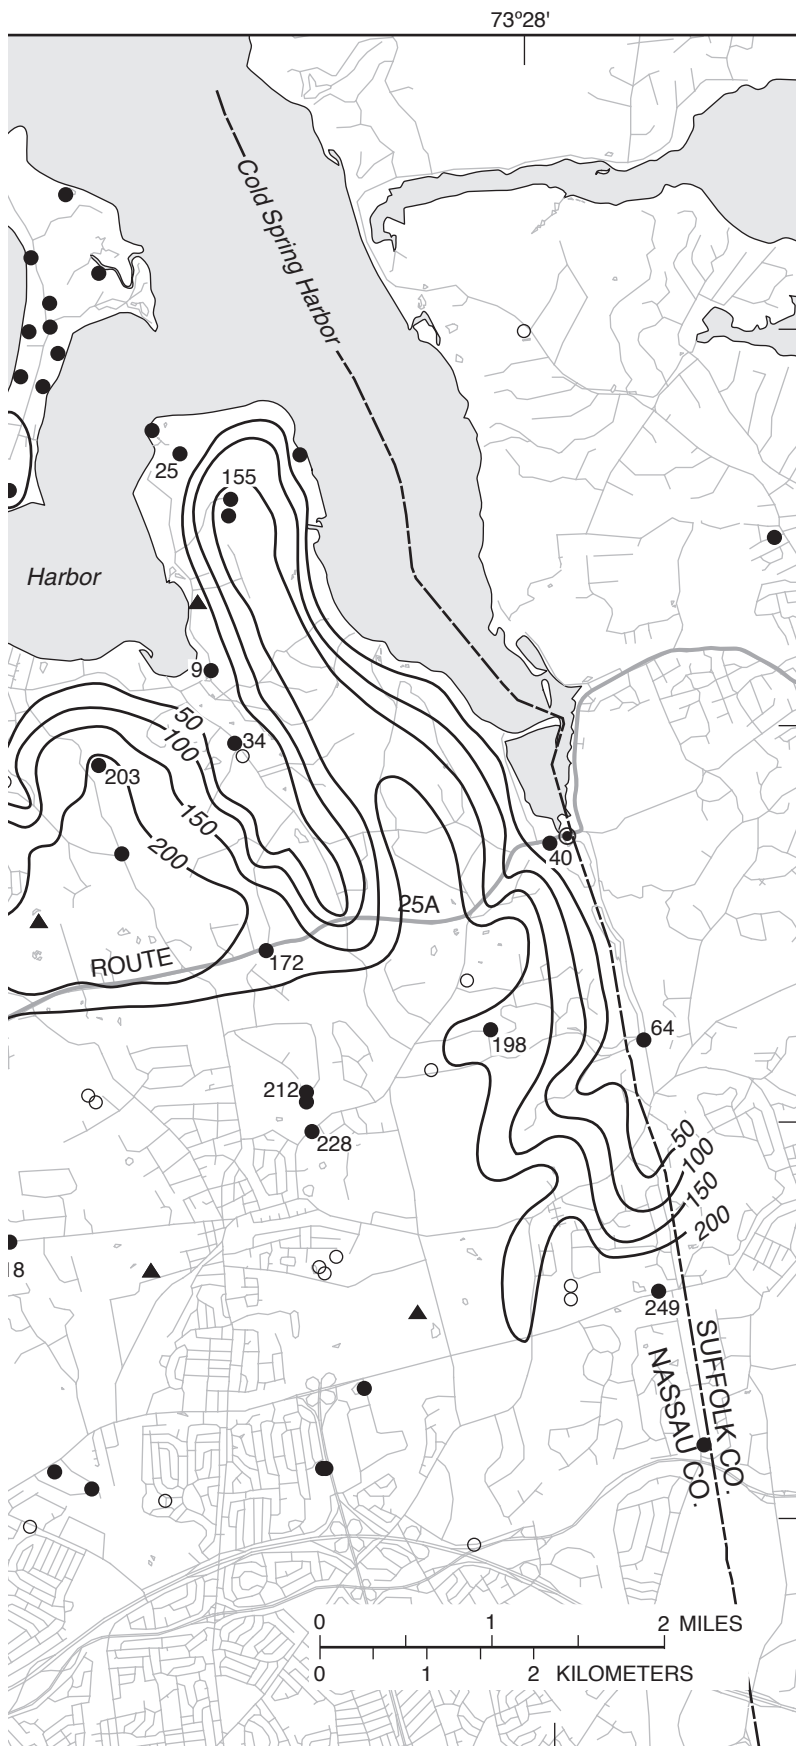 73°28'
Cold Spring Harbor
25
155
Harbor
9
50
34
100
203
150
200
40
25A
ROUTE
172
64
198
212
228
50
100
150
200
18
249
SUFFOLK CO.
NASSAU CO.
0 1 2 MILES
0 1 2 KILOMETERS